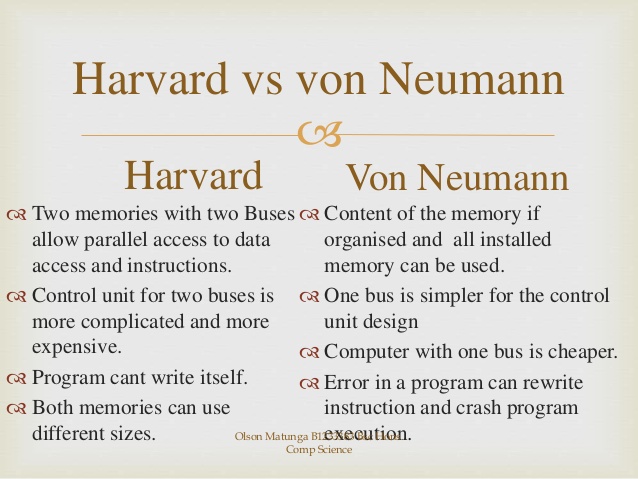 Harvard vs von Neumann
Harvard
Two memories with two Buses
allow parallel access to data
access and instructions.
Control unit for two buses is
more complicated and more
expensive.
Program cant write itself.
Both memories can use
different sizes.
Von Neumann
Content of the memory if
organised and all installed
memory can be used.
One bus is simpler for the control
unit design
Computer with one bus is cheaper.
Error in a program can rewrite
instruction and crash program
execution.
Olson Matunga
Comp Science